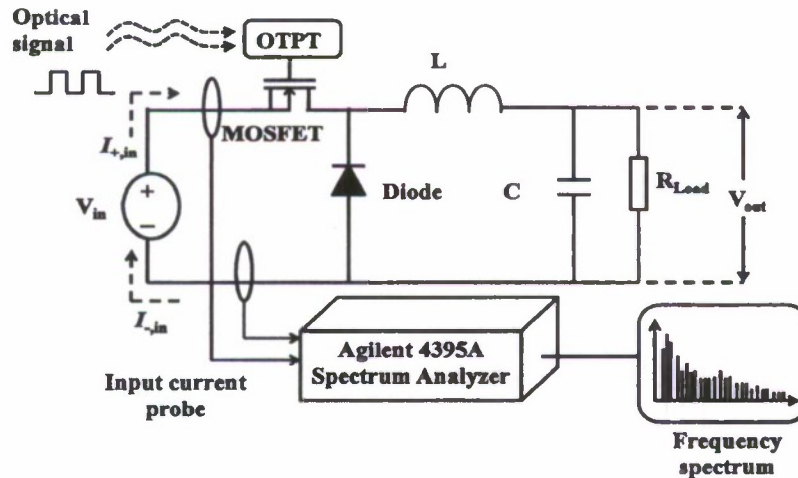 Optical
signal
OTPT
L
I+,in
MOSFET
Vin
+
−
Diode
C
RLoad
Vout
I-,in
Agilent 4395A
Spectrum Analyzer
Input current
probe
Frequency
spectrum